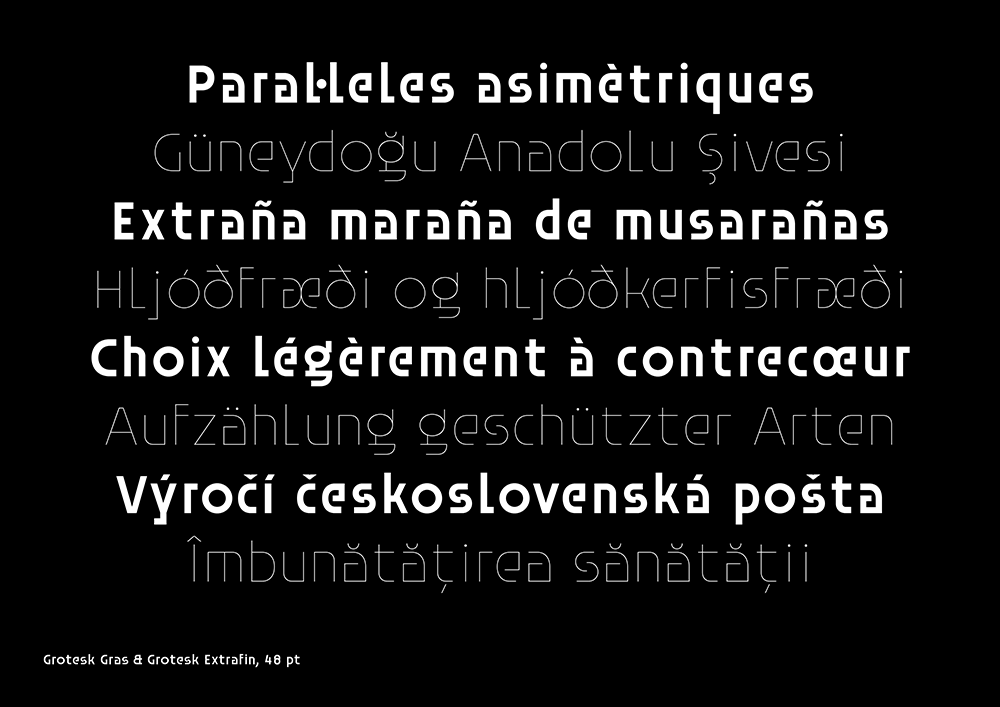 Paral·leles asimètriques
Güneydoğu Anadolu Şivesi
Extraña maraña de musarañas
Hljóðfræði og hljóðkerfisfræði
Choix légèrement à contrecœur
Aufzählung geschützter Arten
Výročí československá pošta
Îmbunătățirea sănătății
Grotesk Gras & Grotesk Extrafin, 48 pt